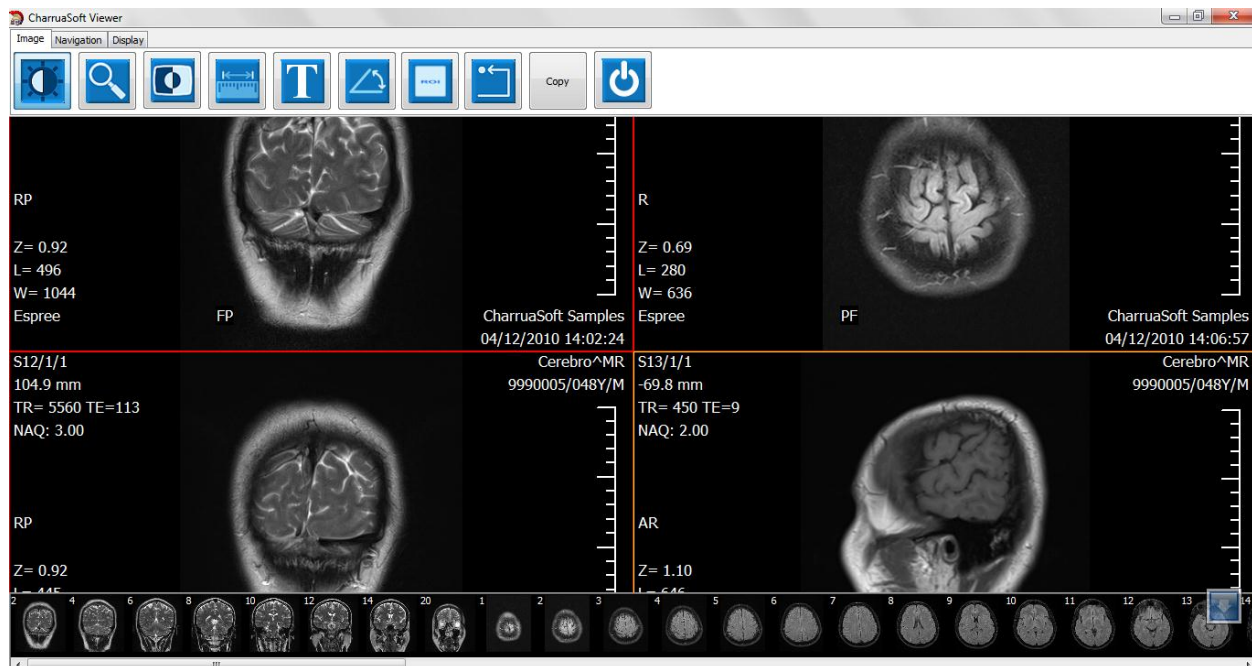 CharruaSoft Viewer
Image Navigation Display
T Copy
RP
Z= 0.92
L= 496
W= 1044
Espree
FP
CharruaSoft Samples
04/12/2010 14:02:24
R
Z= 0.69
L= 280
W= 636
Espree
PF
CharruaSoft Samples
04/12/2010 14:06:57
S12/1/1
104.9 mm
TR= 5560 TE=113
NAQ: 3.00
Cerebro^MR
9990005/048Y/M
RP
Z= 0.92
L= 445
S13/1/1
-69.8 mm
TR= 450 TE=9
NAQ: 2.00
Cerebro^MR
9990005/048Y/M
AR
Z= 1.10
L= 646
2 4 6 8 10 12 14 20 1 2 3 4 5 6 7 8 9 10 11 12 13 14